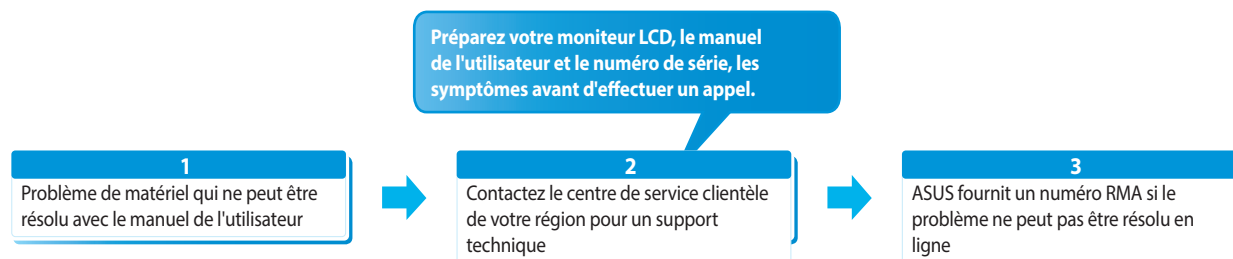 Préparez votre moniteur LCD, le manuel
de l'utilisateur et le numéro de série, les
symptômes avant d'effectuer un appel.
1
Problème de matériel qui ne peut être
résolu avec le manuel de l'utilisateur
2
Contactez le centre de service clientèle
de votre région pour un support
technique
3
ASUS fournit un numéro RMA si le
problème ne peut pas être résolu en
ligne